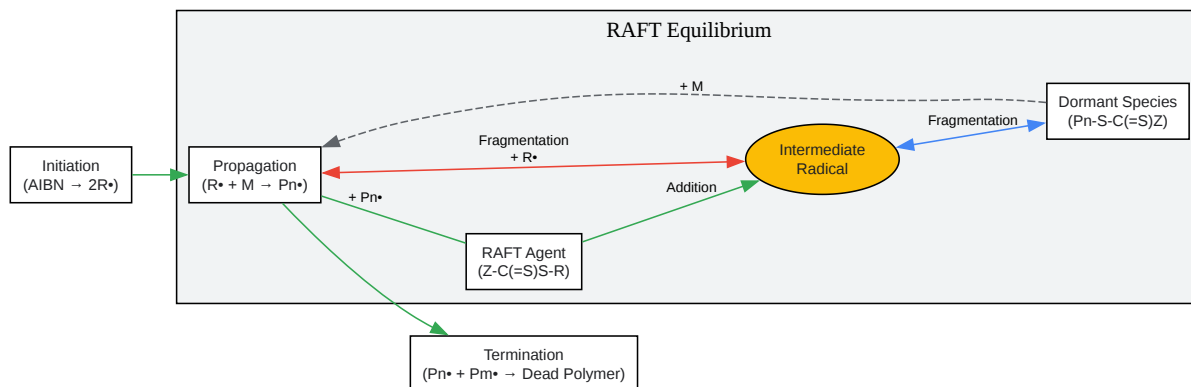 RAFT Equilibrium
+ M
Dormant Species
(Pn-S-C(=S)Z)
Fragmentation
Fragmentation
+ R•
Intermediate
Radical
Initiation
(AIBN → 2R•)
Propagation
(R• + M → Pn•)
+ Pn•
Addition
RAFT Agent
(Z-C(=S)S-R)
Termination
(Pn• + Pm• → Dead Polymer)